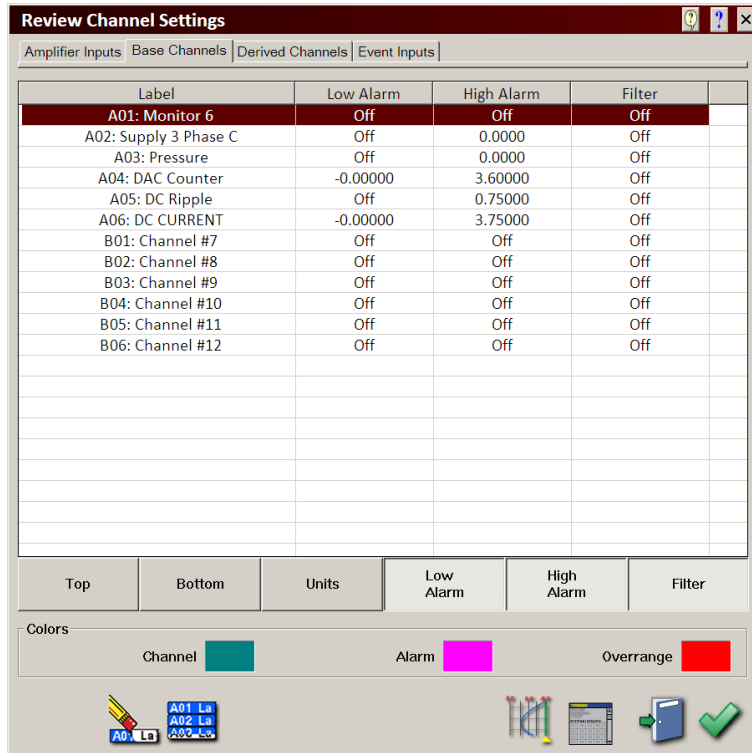 Review Channel Settings
Amplifier Inputs Base Channels Derived Channels Event Inputs
Label Low Alarm High Alarm Filter
A01: Monitor 6 Off Off Off
A02: Supply 3 Phase C Off 0.0000 Off
A03: Pressure Off 0.0000 Off
A04: DAC Counter -0.00000 3.60000 Off
A05: DC Ripple Off 0.75000 Off
A06: DC CURRENT -0.00000 3.75000 Off
B01: Channel #7 Off Off Off
B02: Channel #8 Off Off Off
B03: Channel #9 Off Off Off
B04: Channel #10 Off Off Off
B05: Channel #11 Off Off Off
B06: Channel #12 Off Off Off
Top Bottom Units Low Alarm High Alarm Filter
Colors
Channel Alarm Overrange
A01 La
A02 La
A03 La
A0 La